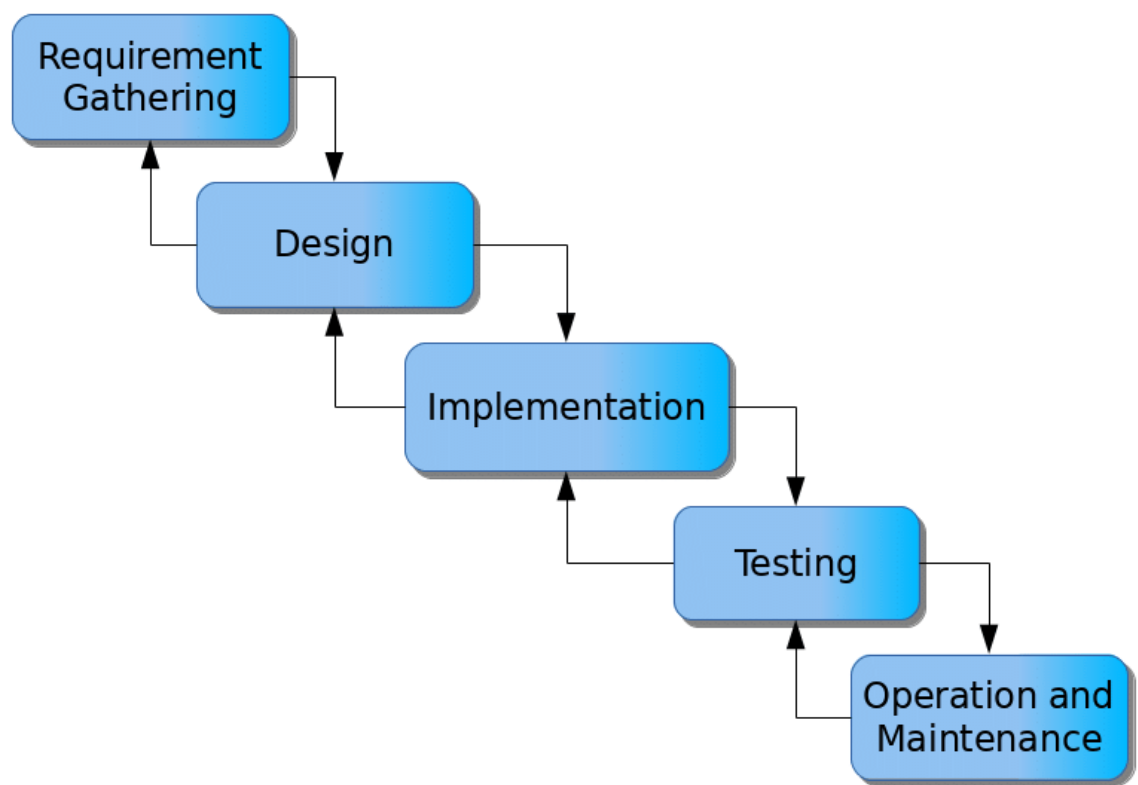 Requirement
Gathering
Design
Implementation
Testing
Operation and
Maintenance